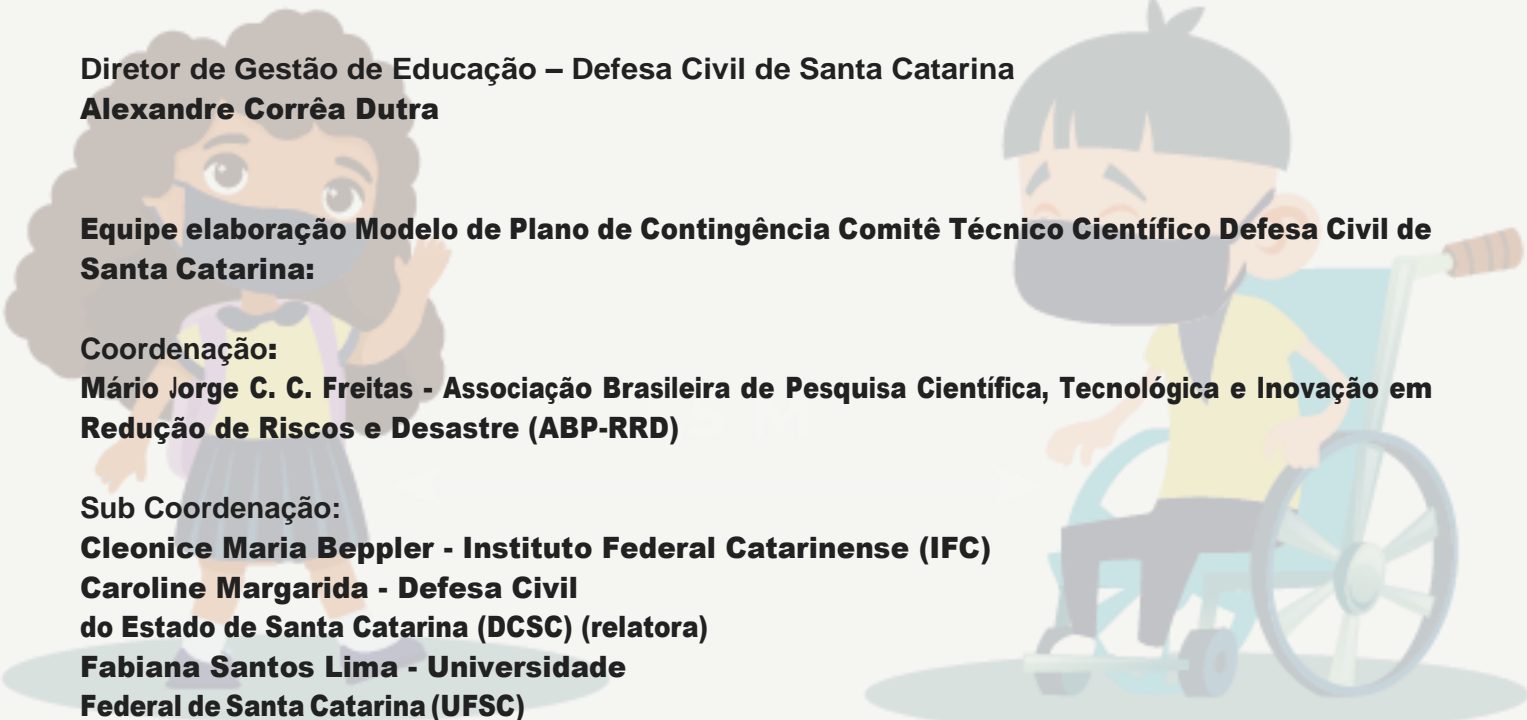 Diretor de Gestão de Educação – Defesa Civil de Santa Catarina
Alexandre Corrêa Dutra
Equipe elaboração Modelo de Plano de Contingência Comitê Técnico Científico Defesa Civil de
Santa Catarina:
Coordenação:
Mário Jorge C. C. Freitas - Associação Brasileira de Pesquisa Científica, Tecnológica e Inovação em
Redução de Riscos e Desastre (ABP-RRD)
Sub Coordenação:
Cleonice Maria Beppler - Instituto Federal Catarinense (IFC)
Caroline Margarida - Defesa Civil
do Estado de Santa Catarina (DCSC) (relatora)
Fabiana Santos Lima - Universidade
Federal de Santa Catarina (UFSC)